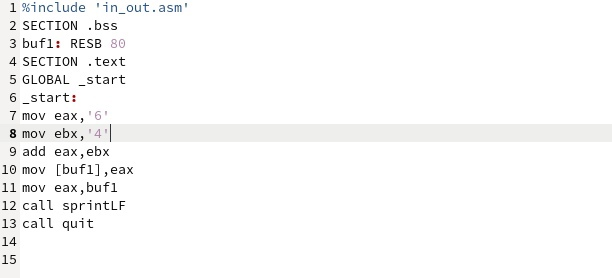 1 %include 'in_out.asm'
2 SECTION .bss
3 buf1: RESB 80
4 SECTION .text
5 GLOBAL _start
6 _start:
7 mov eax,'6'
8 mov ebx,'4'
9 add eax,ebx
10 mov [buf1],eax
11 mov eax,buf1
12 call sprintLF
13 call quit
14
15